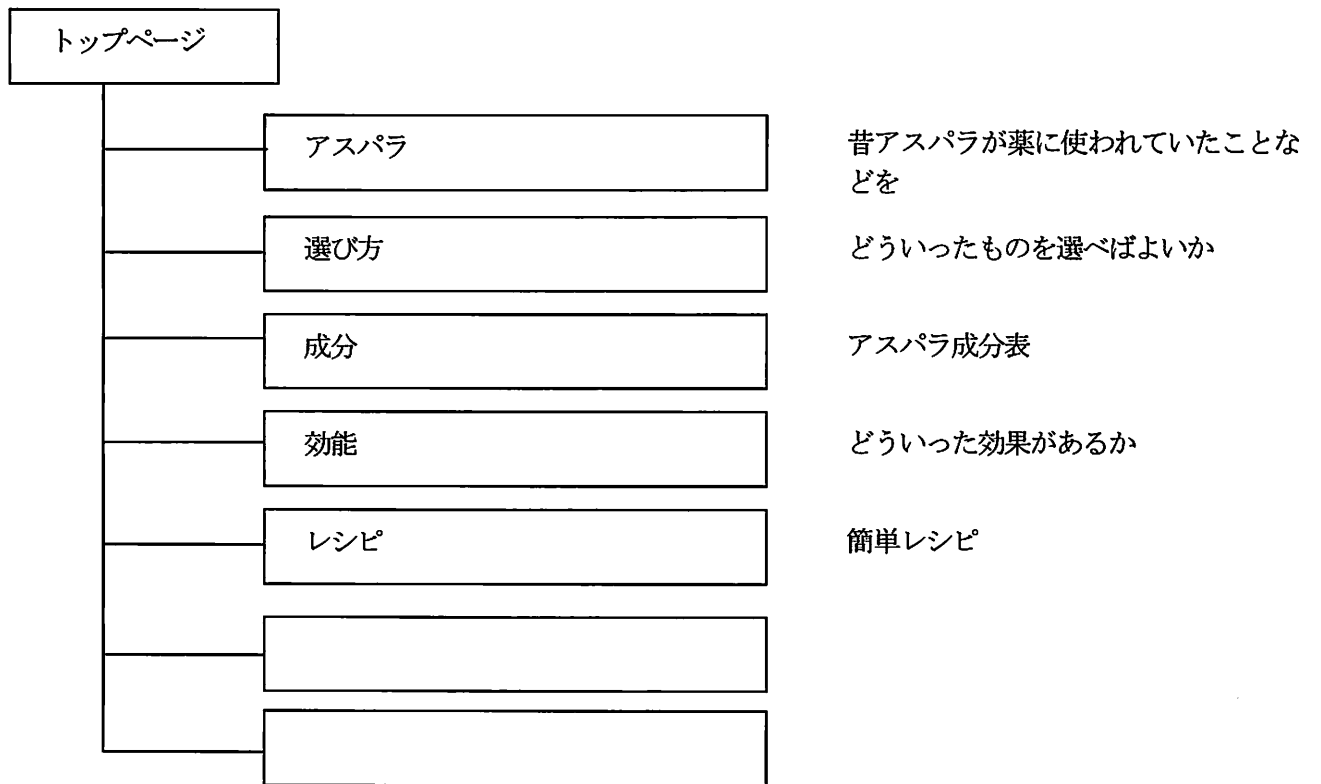 トップページ
アスパラ
昔アスパラが薬に使われていたことな
どを
選び方
どういったものを選べばよいか
成分
アスパラ成分表
効能
どういった効果があるか
レシピ
簡単レシピ